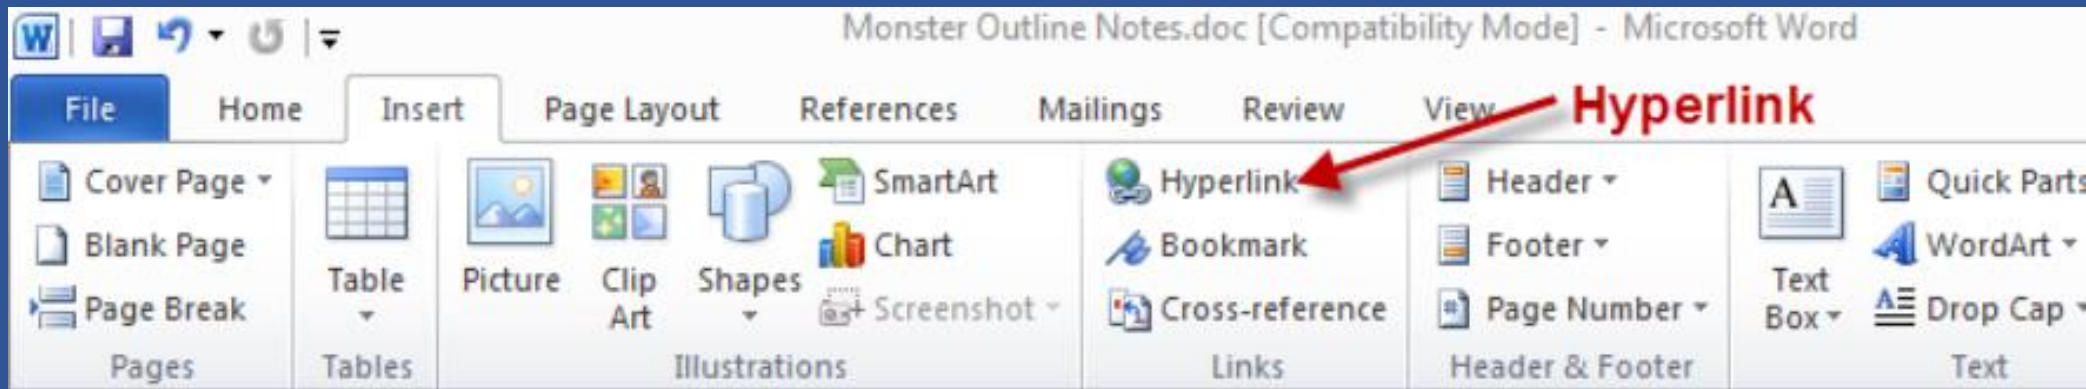 Monster Outline Notes.doc [Compatibility Mode] - Microsoft Word
File Home Insert Page Layout References Mailings Review View Hyperlink
Cover Page
Blank Page
Page Break
Pages
Table
Tables
Picture
Clip
Art
Shapes
SmartArt
Chart
Screenshot
Illustrations
Hyperlink
Bookmark
Cross-reference
Links
Header
Footer
Page Number
Header & Footer
Text
Box
Quick Parts
WordArt
Drop Cap
Text